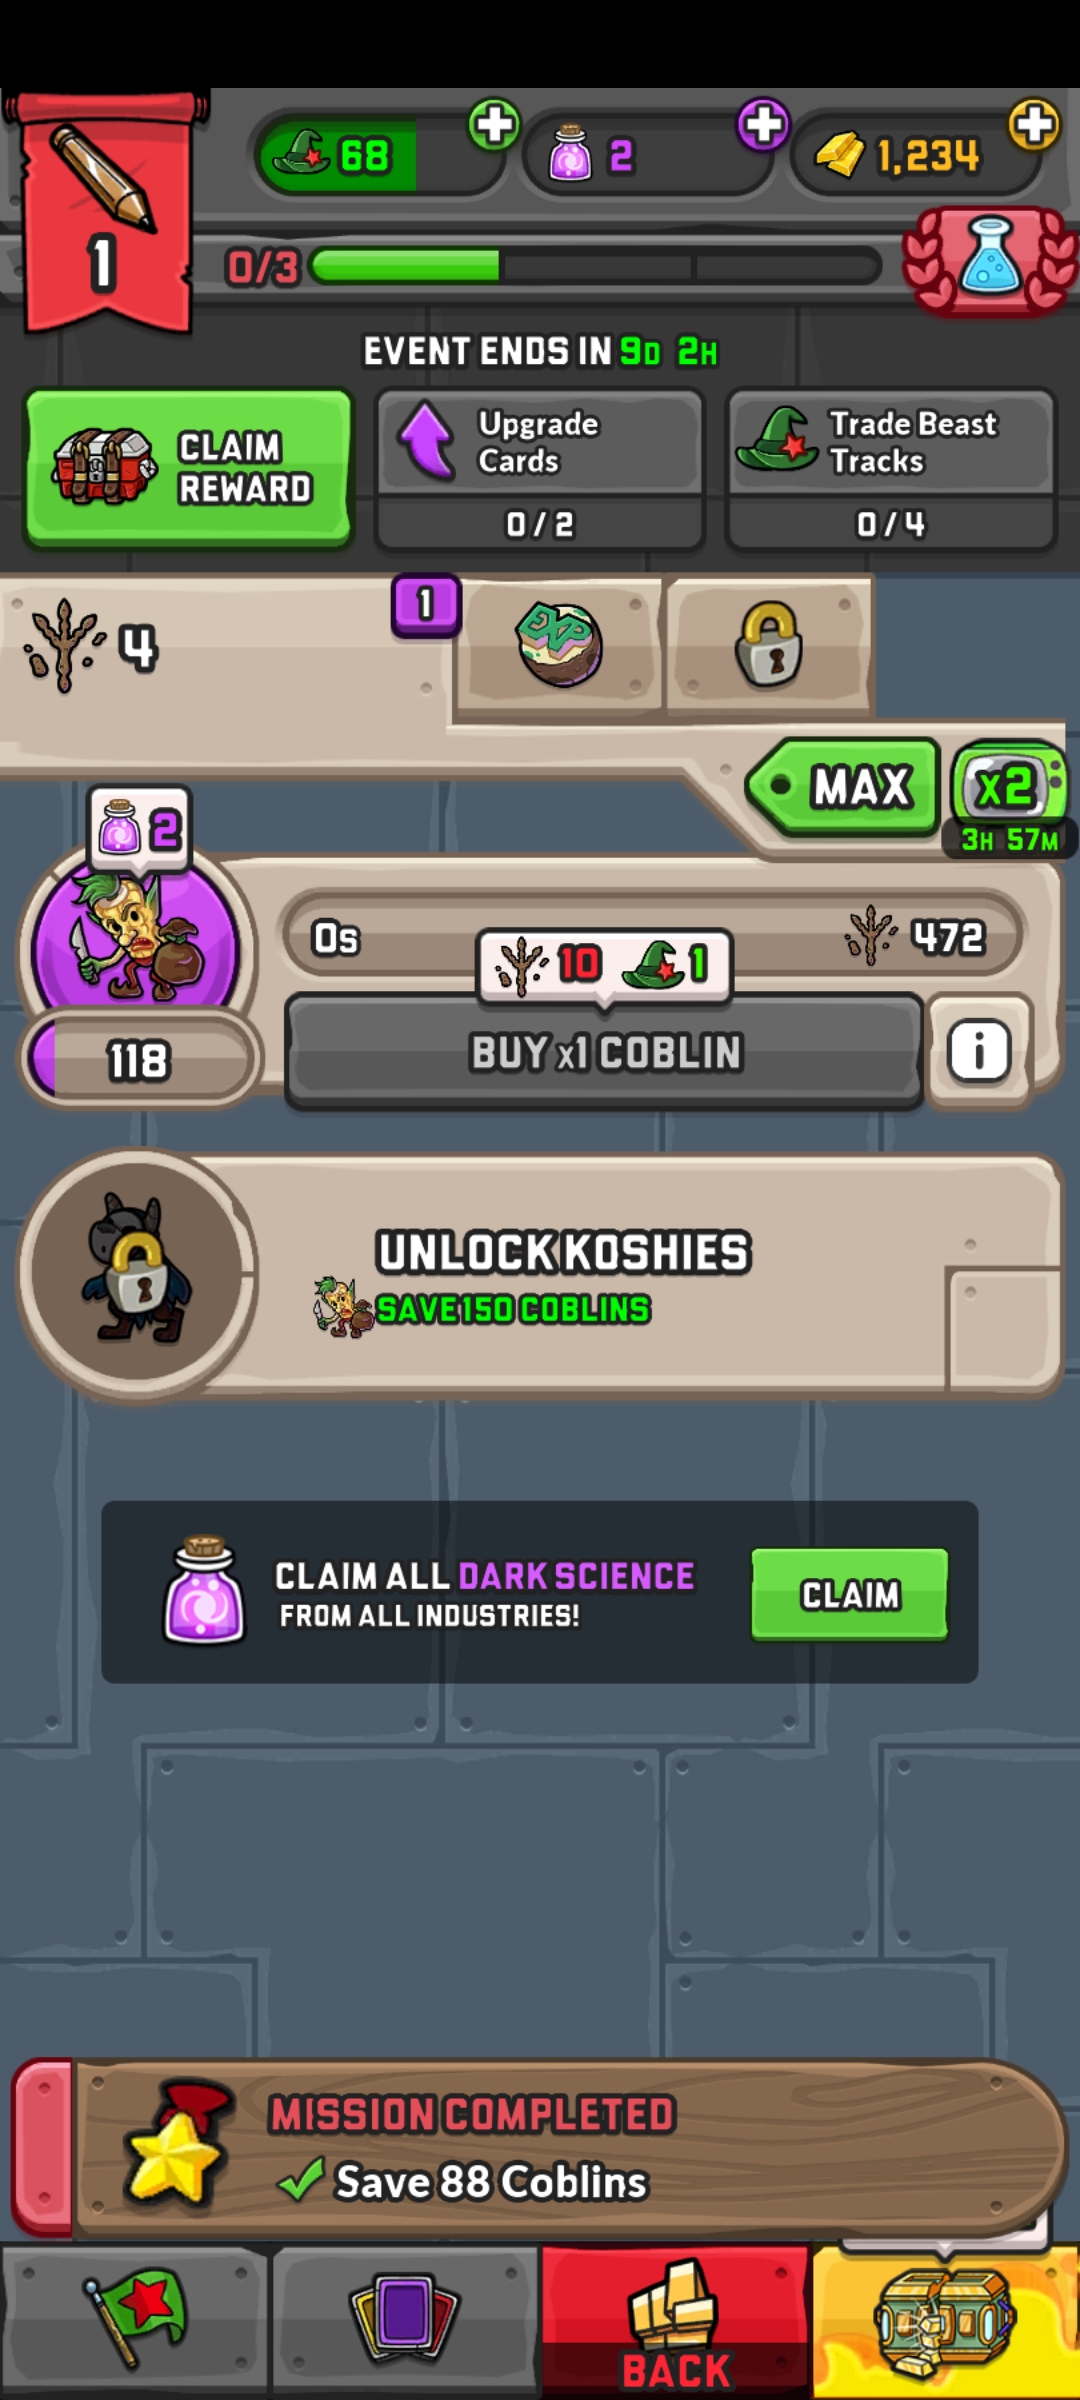 68
2
1,234
1
0/3
EVENT ENDS IN 9D 2H
CLAIM
REWARD
Upgrade
Cards
0 / 2
Trade Beast
Tracks
0 / 4
4
1
EXP
MAX
x2
3H 57M
2
0s
472
10
1
118
BUY x1 COBLIN
i
UNLOCK KOSHIES
SAVE 150 COBLINS
CLAIM ALL DARK SCIENCE
FROM ALL INDUSTRIES!
CLAIM
MISSION COMPLETED
Save 88 Coblins
BACK